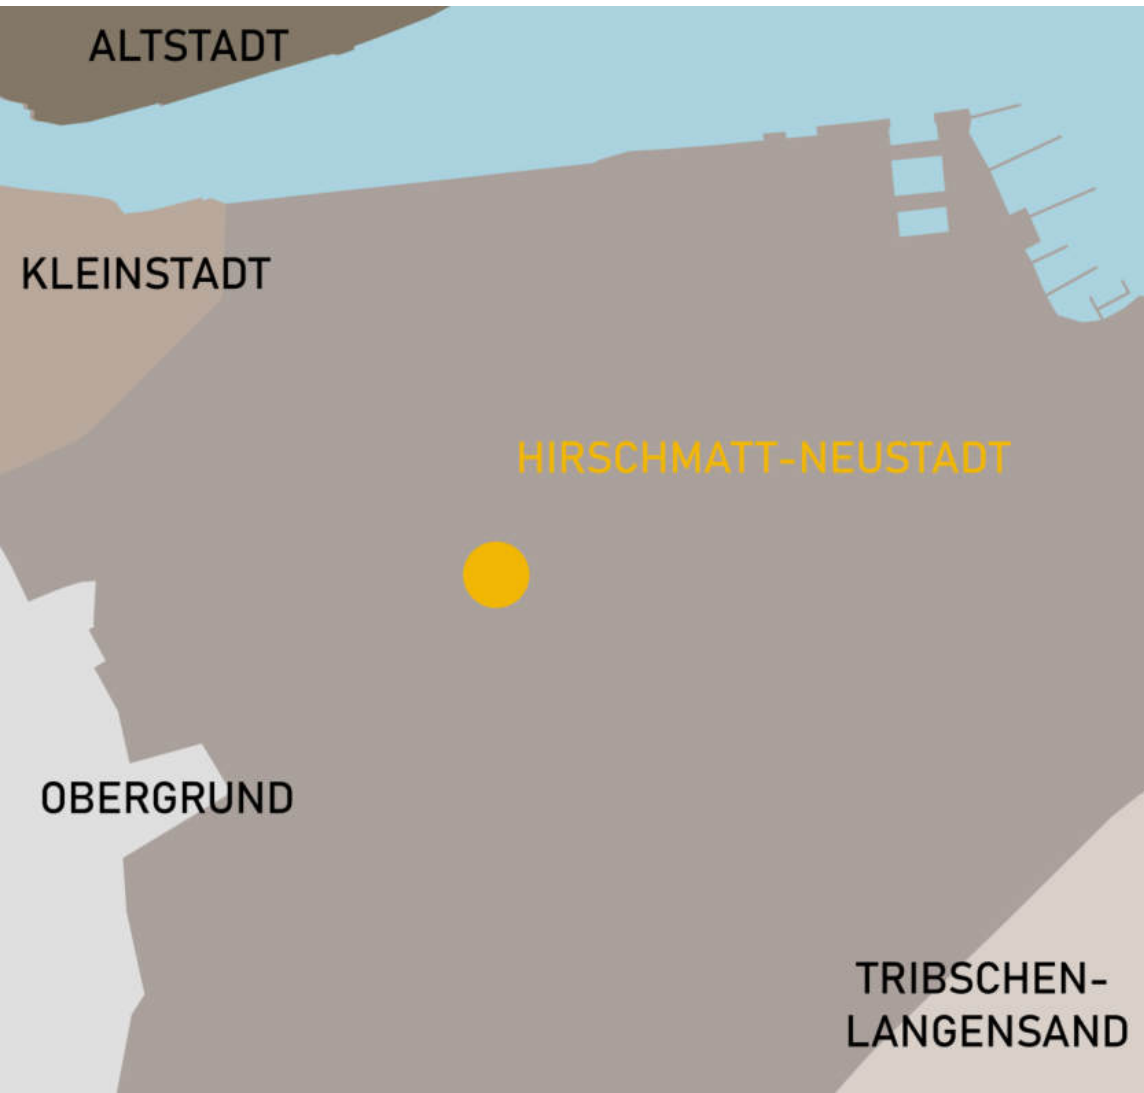 ALTSTADT
KLEINSTADT
HIRSCHMATT-NEUSTADT
OBERGRUND
TRIBSCHEN-
LANGENSAND